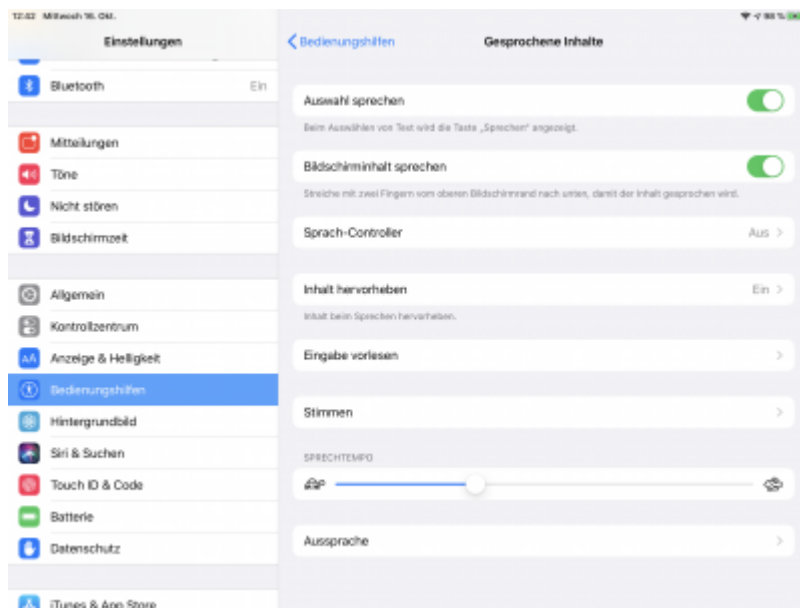 12:42 Mittwoch 16. Okt.
98 %
Einstellungen
Bedienungshilfen
Gesprochene Inhalte
Bluetooth
Ein
Mitteilungen
Töne
Nicht stören
Bildschirmzeit
Allgemein
Kontrollzentrum
Anzeige & Helligkeit
Bedienungshilfen
Hintergrundbild
Siri & Suchen
Touch ID & Code
Batterie
Datenschutz
iTunes & App Store
Auswahl sprechen
Beim Auswählen von Text wird die Taste „Sprechen“ angezeigt.
Bildschirminhalt sprechen
Streiche mit zwei Fingern vom oberen Bildschirmrand nach unten, damit der Inhalt gesprochen wird.
Sprach-Controller
Aus
Inhalt hervorheben
Ein
Inhalt beim Sprechen hervorheben.
Eingabe vorlesen
Stimmen
SPRECHTEMPO
Aussprache